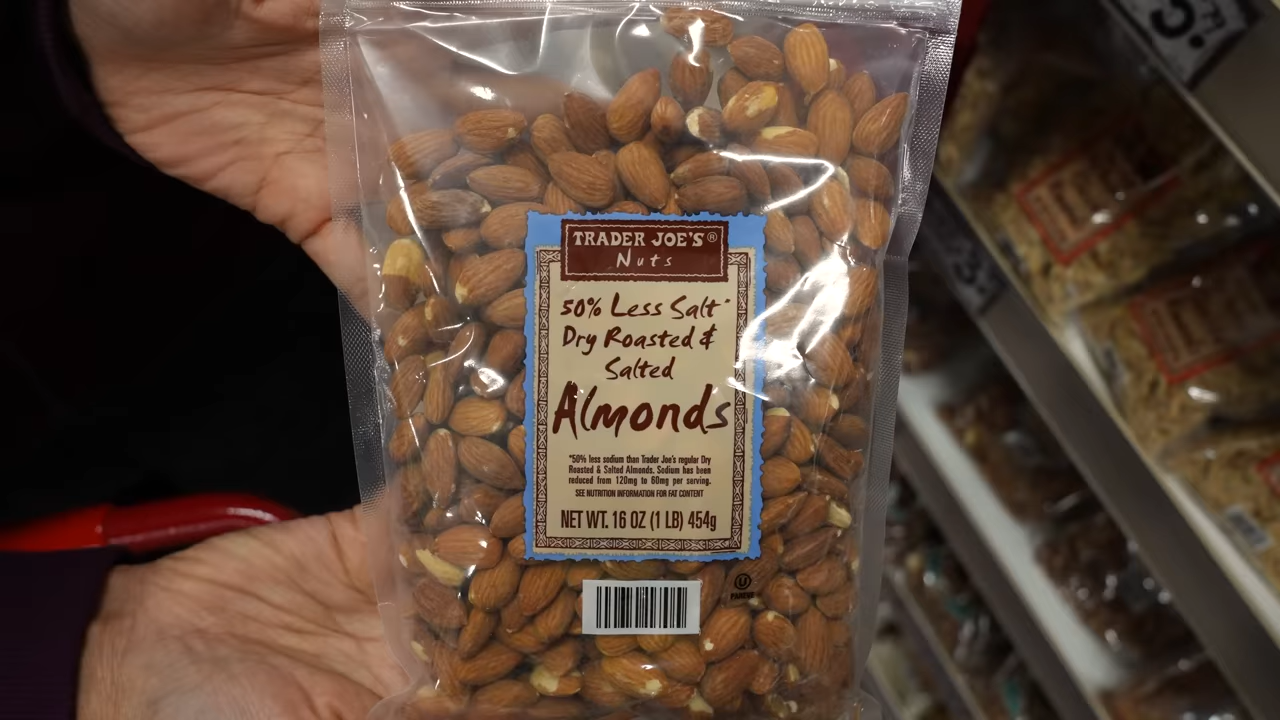 TRADER JOE'S®
Nuts
50% Less Salt*
Dry Roasted &
Salted
Almonds
*50% less sodium than Trader Joe's regular Dry
Roasted & Salted Almonds. Sodium has been
reduced from 120mg to 60mg per serving.
SEE NUTRITION INFORMATION FOR FAT CONTENT
NET WT. 16 OZ (1 LB) 454g
U
PAREVE